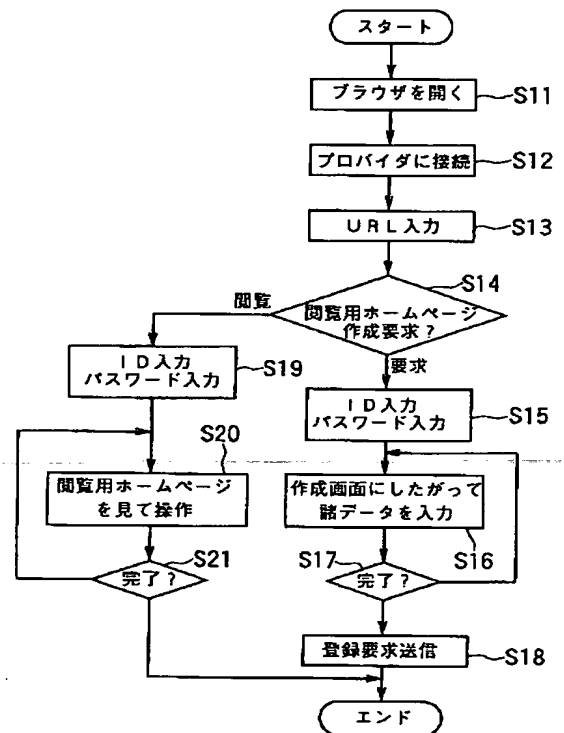 スタート
ブラウザを開く
S11
プロバイダに接続
S12
URL入力
S13
S14
閲覧用ホームページ
作成要求?
閲覧
要求
ID入力
パスワード入力
S19
ID入力
パスワード入力
S15
S20
閲覧用ホームページ
を見て操作
作成画面にしたがって
諸データを入力
S16
S21
完了?
S17
完了?
登録要求送信
S18
エンド